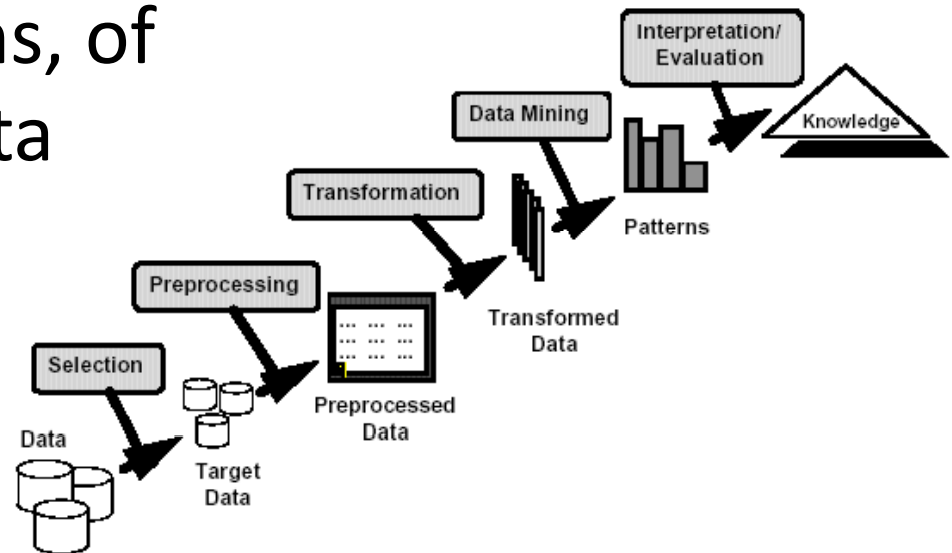 ns, of
ta
Interpretation/
Evaluation
Knowledge
Data Mining
Patterns
Transformation
Transformed
Data
Preprocessing
Preprocessed
Data
Selection
Target
Data
Data